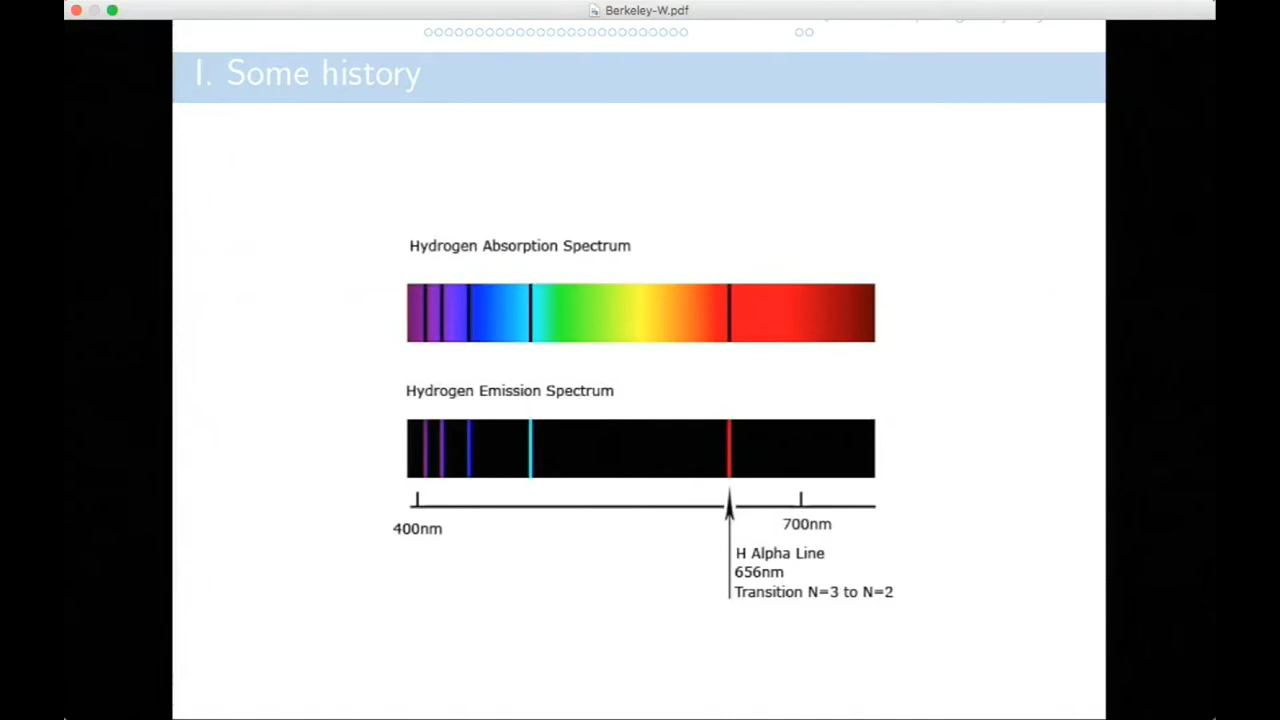 Berkeley-W.pdf
I. Some history
Hydrogen Absorption Spectrum
Hydrogen Emission Spectrum
400nm
700nm
H Alpha Line
656nm
Transition N=3 to N=2